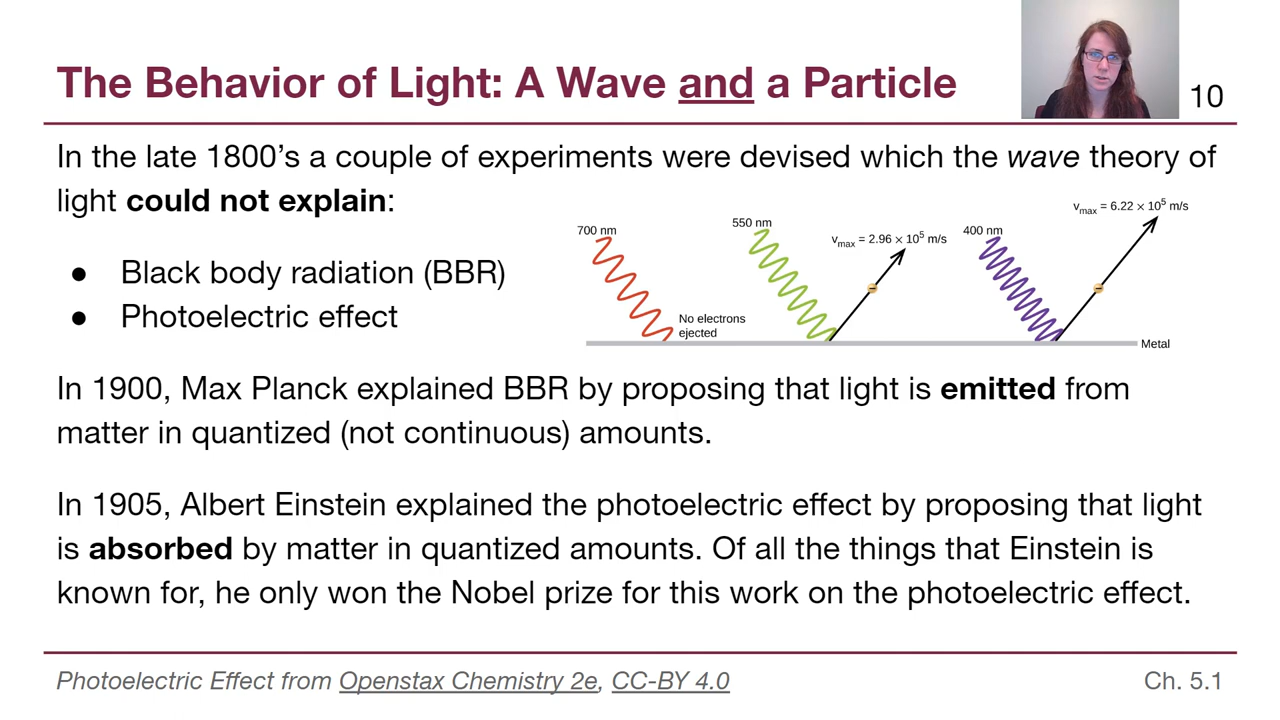 The Behavior of Light: A Wave and a Particle
10
In the late 1800's a couple of experiments were devised which the wave theory of
light could not explain:
● Black body radiation (BBR)
● Photoelectric effect
700 nm
No electrons
ejected
550 nm
vmax = 2.96 × 10⁵ m/s
400 nm
vmax = 6.22 × 10⁵ m/s
Metal
In 1900, Max Planck explained BBR by proposing that light is emitted from
matter in quantized (not continuous) amounts.
In 1905, Albert Einstein explained the photoelectric effect by proposing that light
is absorbed by matter in quantized amounts. Of all the things that Einstein is
known for, he only won the Nobel prize for this work on the photoelectric effect.
Photoelectric Effect from Openstax Chemistry 2e, CC-BY 4.0
Ch. 5.1